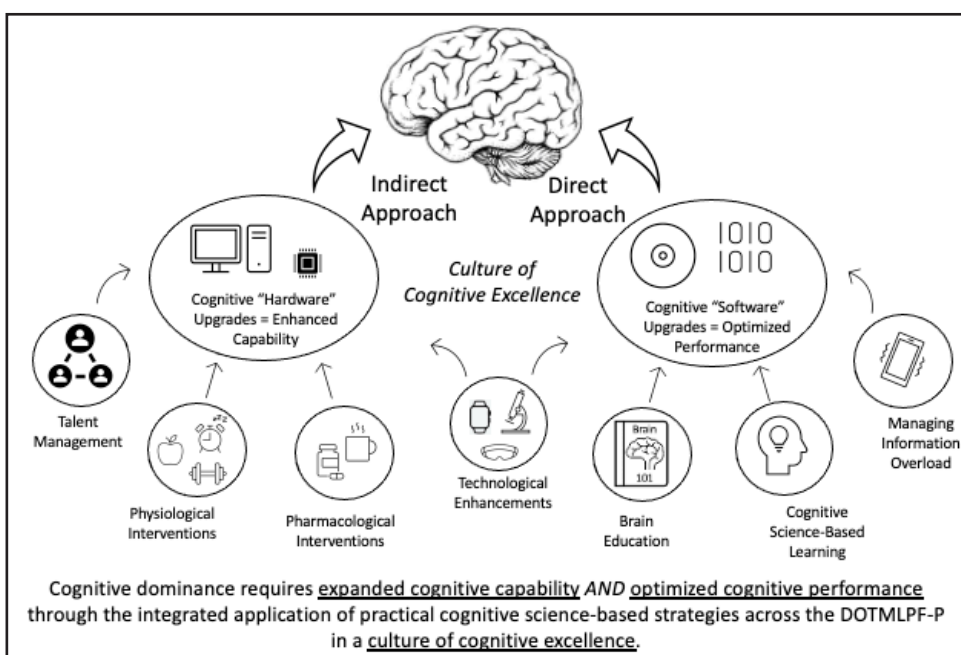 Indirect
Approach
Direct
Approach
Culture of
Cognitive Excellence
Cognitive “Hardware”
Upgrades = Enhanced
Capability
IOIO
IOIO
Cognitive “Software”
Upgrades = Optimized
Performance
Talent
Management
zzZ
Physiological
Interventions
Pharmacological
Interventions
Technological
Enhancements
Brain
101
Brain
Education
Cognitive
Science-Based
Learning
Managing
Information
Overload
Cognitive dominance requires expanded cognitive capability AND optimized cognitive performance
through the integrated application of practical cognitive science-based strategies across the DOTMLPF-P
in a culture of cognitive excellence.